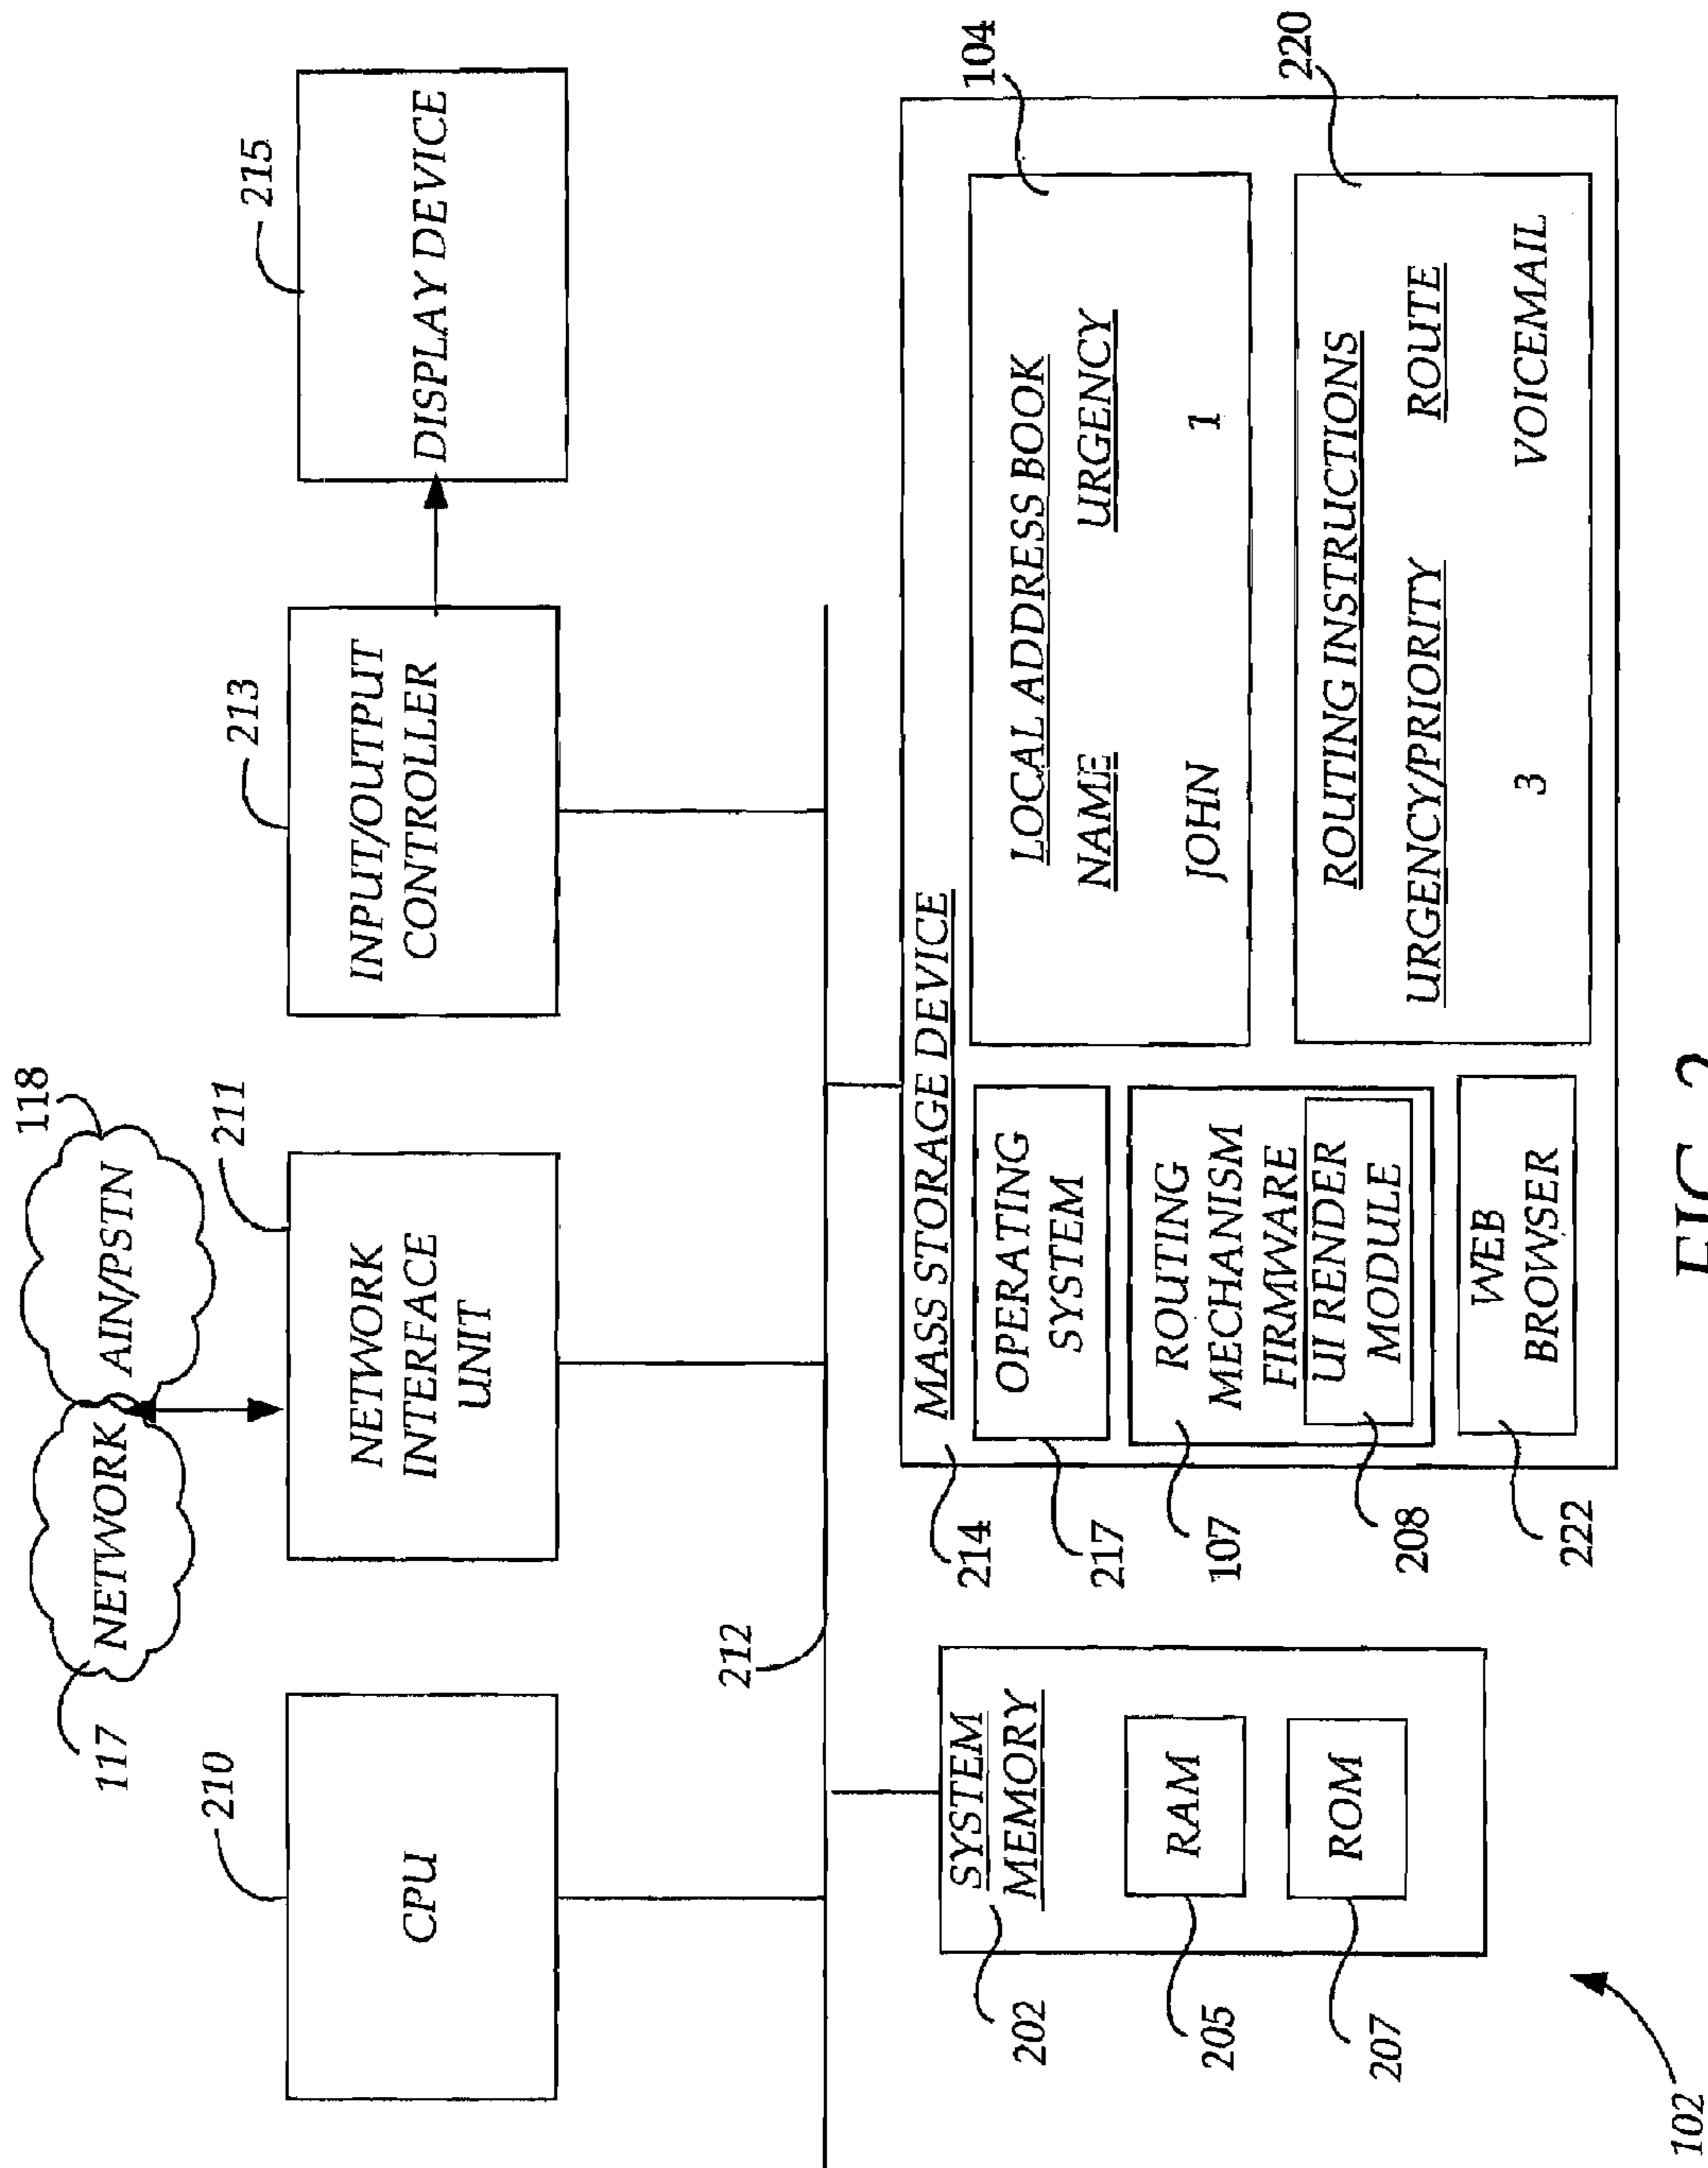 117
NETWORK
AIN/PSTN
118
210
CPU
211
NETWORK
INTERFACE
UNIT
213
INPUT/OUTPUT
CONTROLLER
215
DISPLAY DEVICE
212
202
SYSTEM
MEMORY
205
RAM
207
ROM
214
MASS STORAGE DEVICE
217
OPERATING
SYSTEM
107
ROUTING
MECHANISM
FIRMWARE
208
UI RENDER
MODULE
222
WEB
BROWSER
104
LOCAL ADDRESS BOOK
NAME URGENCY
JOHN 1
220
ROUTING INSTRUCTIONS
URGENCY/PRIORITY ROUTE
3 VOICEMAIL
102
FIG. 2